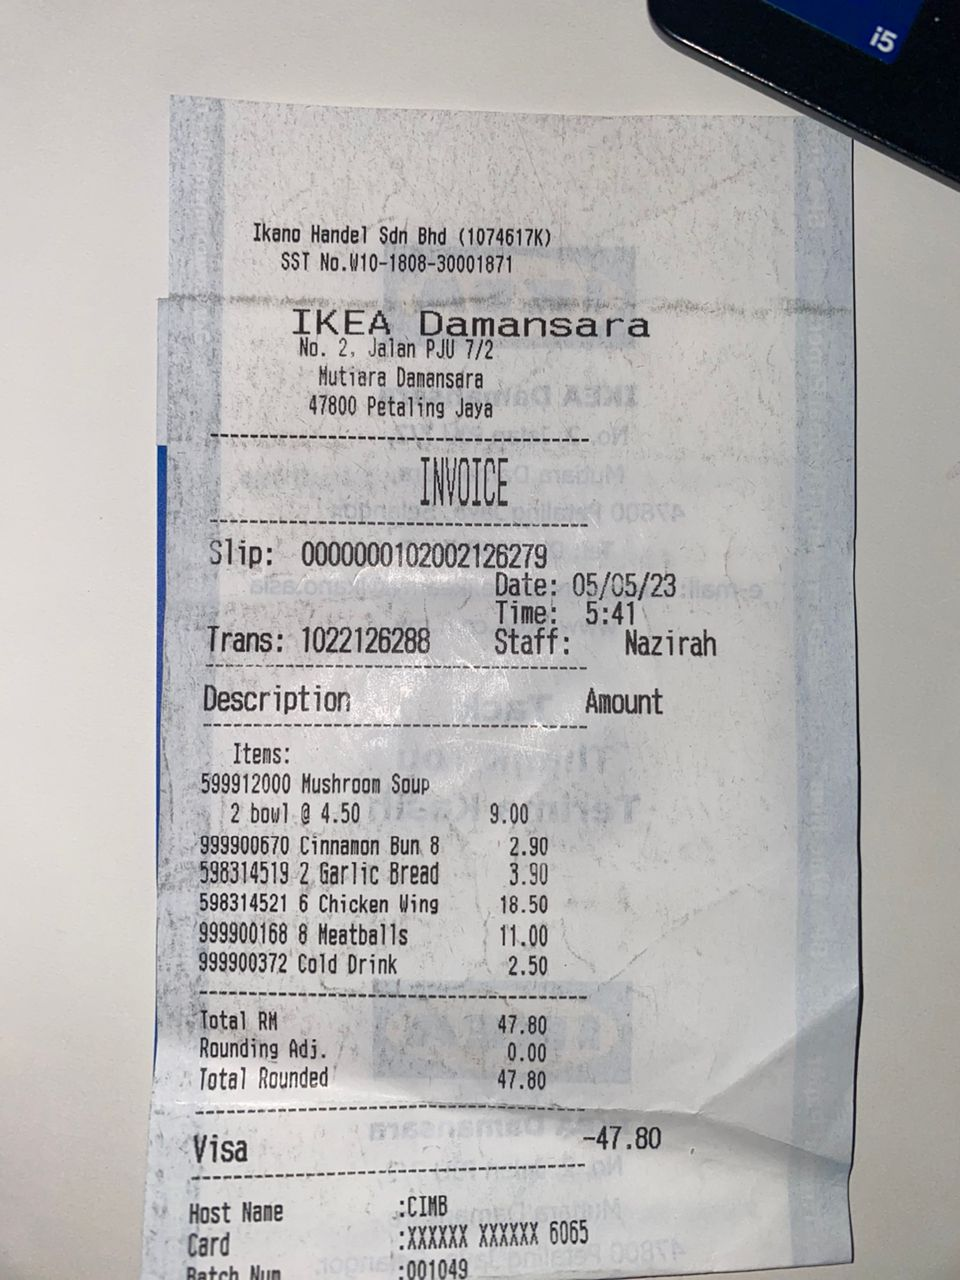 i5
Ikano Handel Sdn Bhd (1074617K)
SST No.W10-1808-30001871
IKEA Damansara
No. 2, Jalan PJU 7/2
Mutiara Damansara
47800 Petaling Jaya
INVOICE
Slip: 0000000102002126279
Date: 05/05/23
Time: 5:41
Trans: 1022126288 Staff: Nazirah
Description Amount
Items:
599912000 Mushroom Soup
2 bowl @ 4.50 9.00
999900670 Cinnamon Bun 8 2.90
598314519 2 Garlic Bread 3.90
598314521 6 Chicken Wing 18.50
999900168 8 Meatballs 11.00
999900372 Cold Drink 2.50
Total RM 47.80
Rounding Adj. 0.00
Total Rounded 47.80
Visa -47.80
Host Name :CIMB
Card :XXXXXX XXXXXX 6065
Batch Num :001049